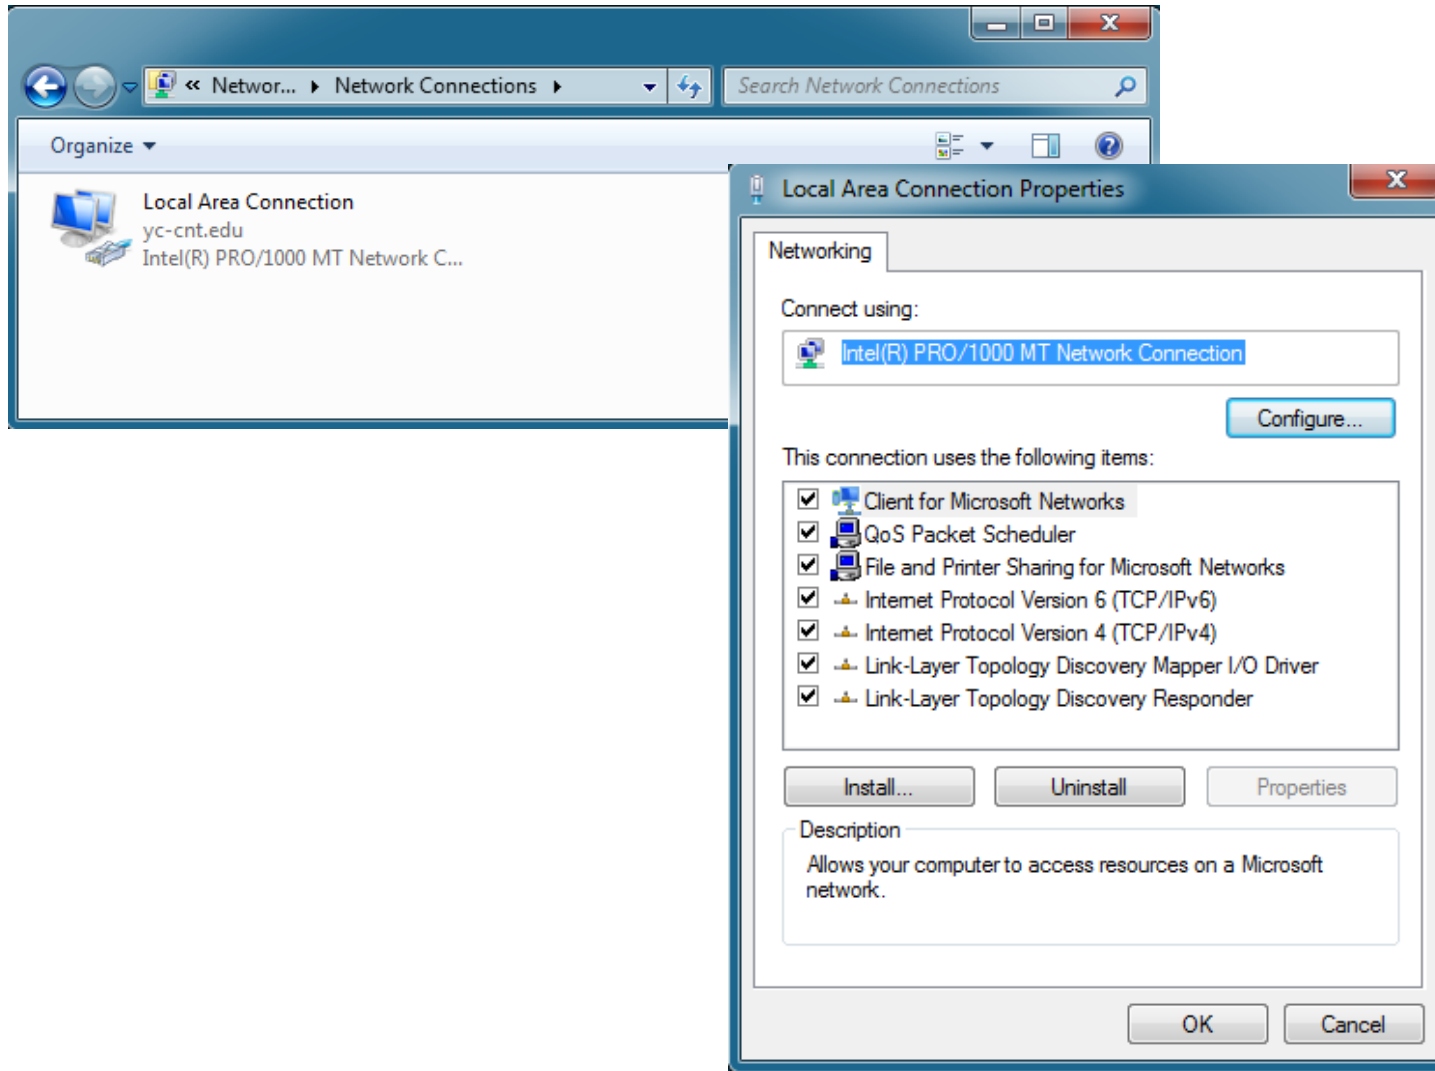 « Networ... Network Connections
Search Network Connections
Organize
Local Area Connection
yc-cnt.edu
Intel(R) PRO/1000 MT Network C...
Local Area Connection Properties
Networking
Connect using:
Intel(R) PRO/1000 MT Network Connection
Configure...
This connection uses the following items:
Client for Microsoft Networks
QoS Packet Scheduler
File and Printer Sharing for Microsoft Networks
Internet Protocol Version 6 (TCP/IPv6)
Internet Protocol Version 4 (TCP/IPv4)
Link-Layer Topology Discovery Mapper I/O Driver
Link-Layer Topology Discovery Responder
Install...
Uninstall
Properties
Description
Allows your computer to access resources on a Microsoft
network.
OK
Cancel